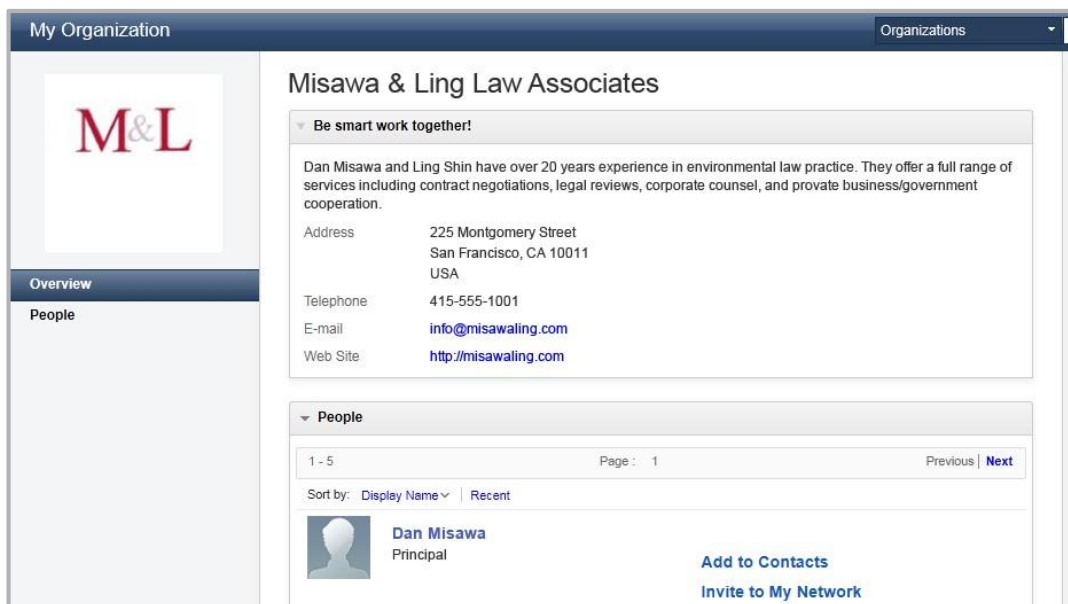 My Organization
Organizations
M&L
Overview
People
Misawa & Ling Law Associates
Be smart work together!
Dan Misawa and Ling Shin have over 20 years experience in environmental law practice. They offer a full range of
services including contract negotiations, legal reviews, corporate counsel, and provate business/government
cooperation.
Address 225 Montgomery Street
San Francisco, CA 10011
USA
Telephone 415-555-1001
E-mail info@misawaling.com
Web Site http://misawaling.com
People
1 - 5 Page : 1 Previous | Next
Sort by: Display Name | Recent
Dan Misawa
Principal
Add to Contacts
Invite to My Network